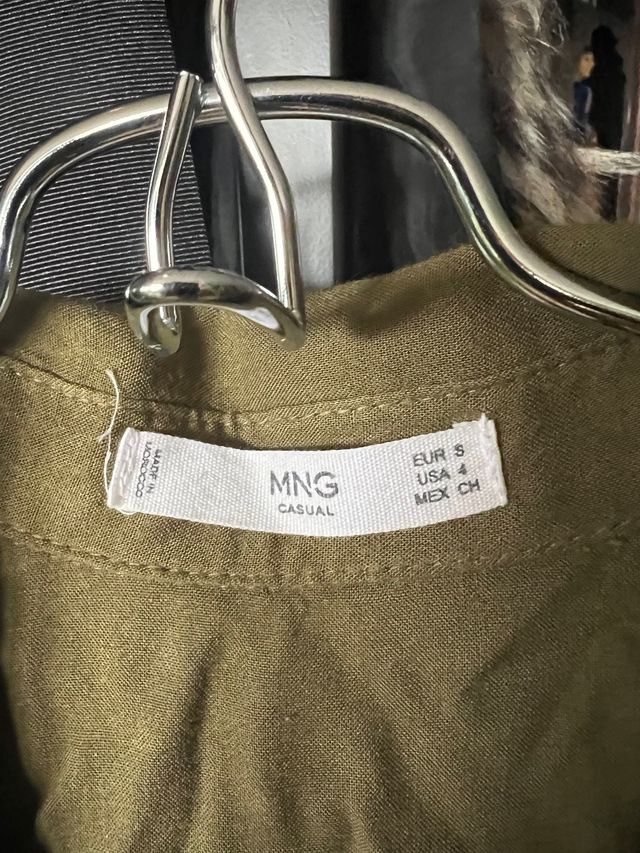 MADE IN
MOROCCO
MNG
CASUAL
EUR S
USA 4
MEX CH